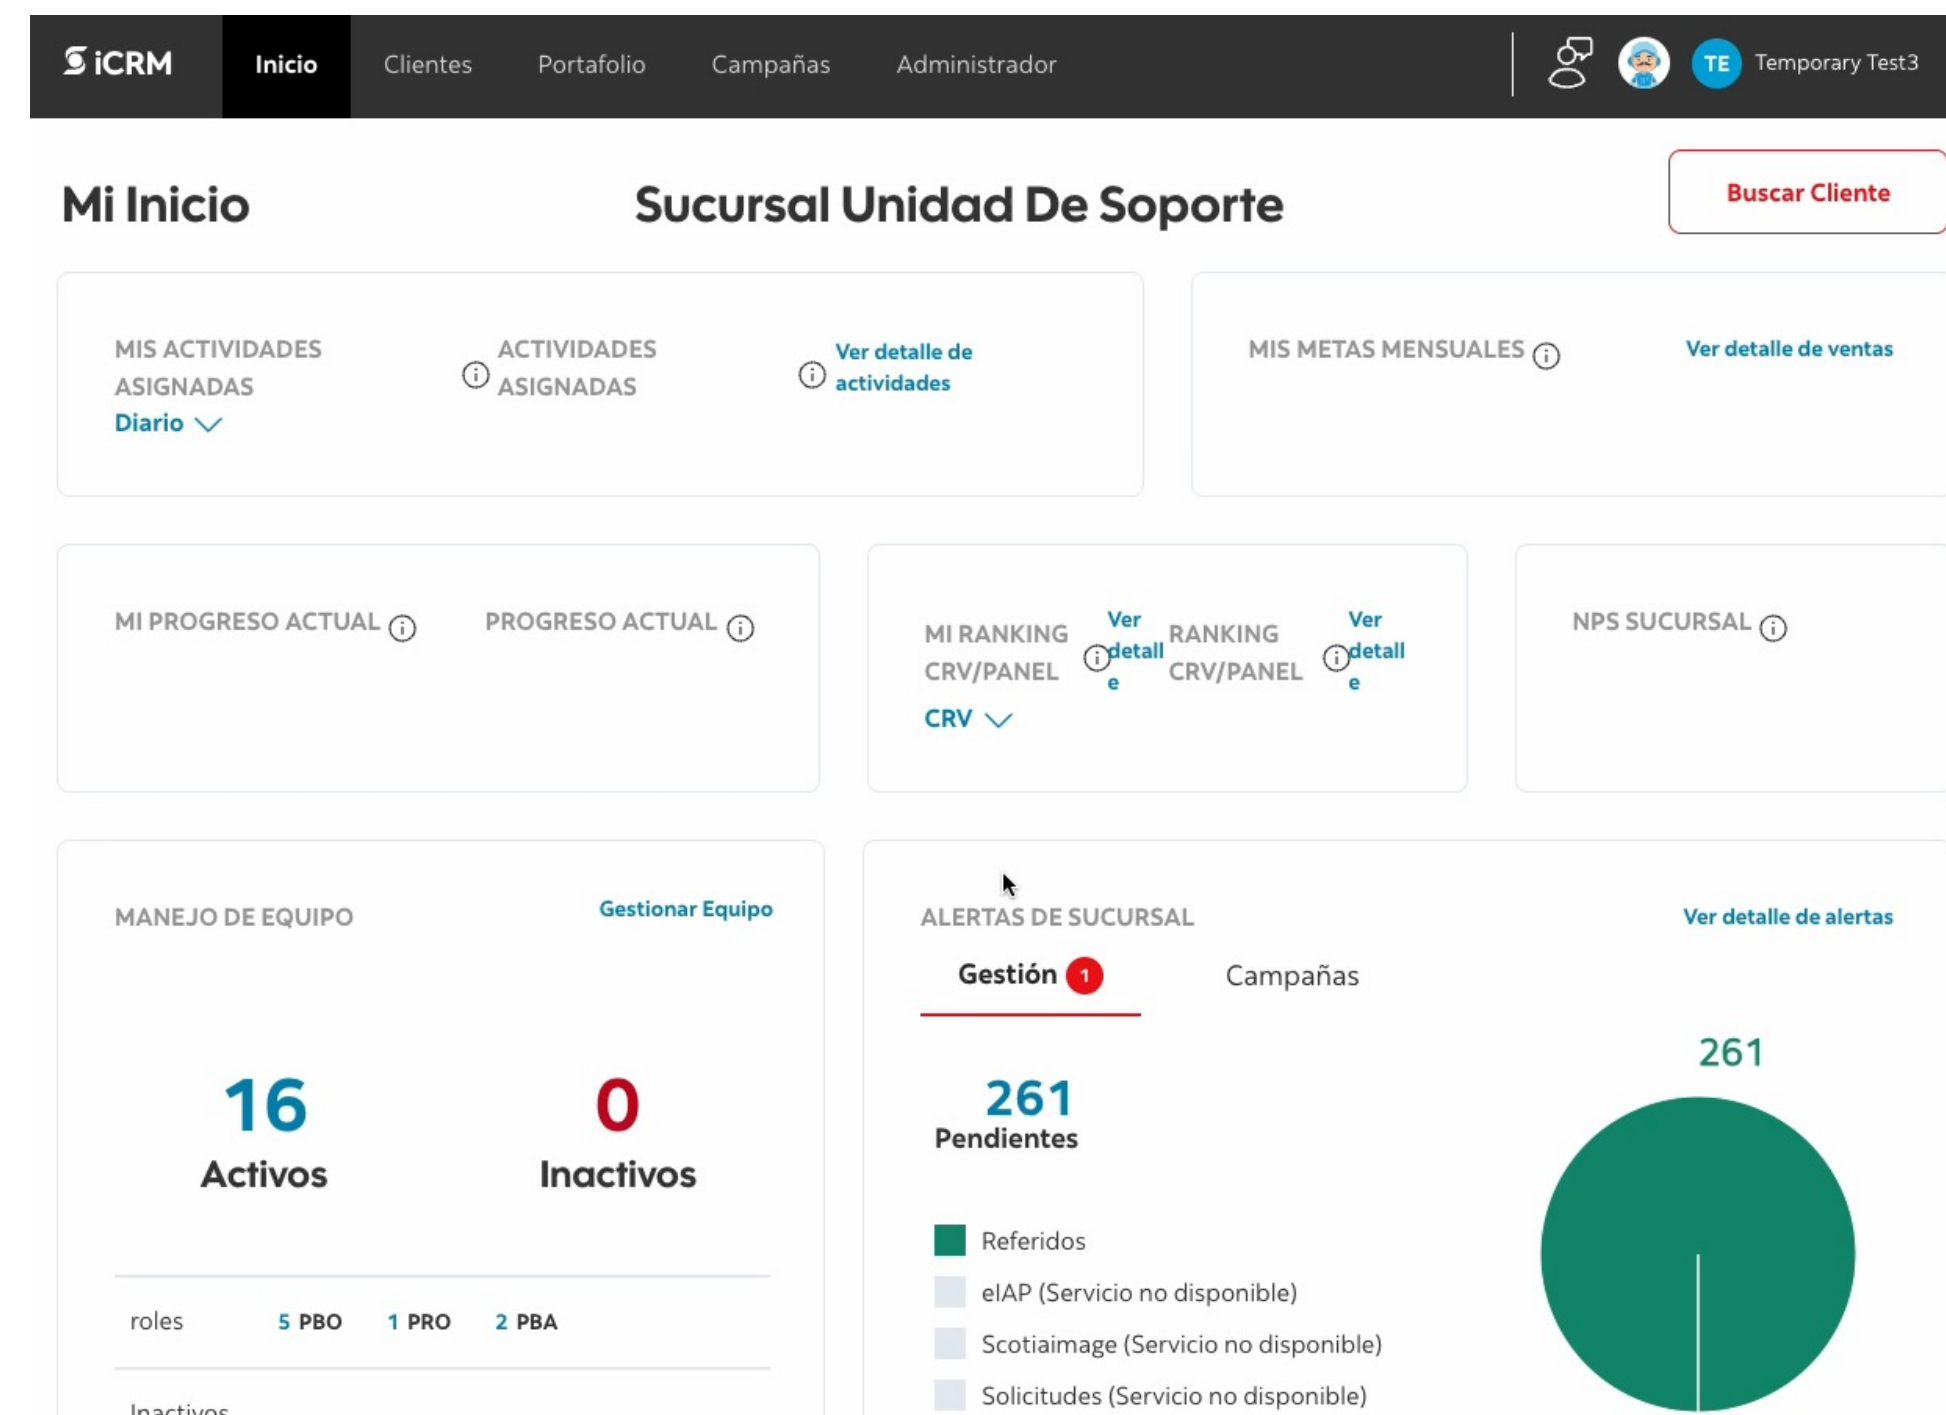 iCRM
Inicio
Clientes
Portafolio
Campañas
Administrador
TE
Temporary Test3
Mi Inicio
Sucursal Unidad De Soporte
Buscar Cliente
MIS ACTIVIDADES
ASIGNADAS
Diario
ACTIVIDADES
ASIGNADAS
Ver detalle de
actividades
MIS METAS MENSUALES
Ver detalle de ventas
MI PROGRESO ACTUAL
PROGRESO ACTUAL
MI RANKING
CRV/PANEL
Ver
detall
e
RANKING
CRV/PANEL
Ver
detall
e
CRV
NPS SUCURSAL
MANEJO DE EQUIPO
Gestionar Equipo
16
Activos
0
Inactivos
roles
5 PBO
1 PRO
2 PBA
Inactivos
ALERTAS DE SUCURSAL
Ver detalle de alertas
Gestión 1
Campañas
261
Pendientes
261
Referidos
eIAP (Servicio no disponible)
Scotiaimage (Servicio no disponible)
Solicitudes (Servicio no disponible)